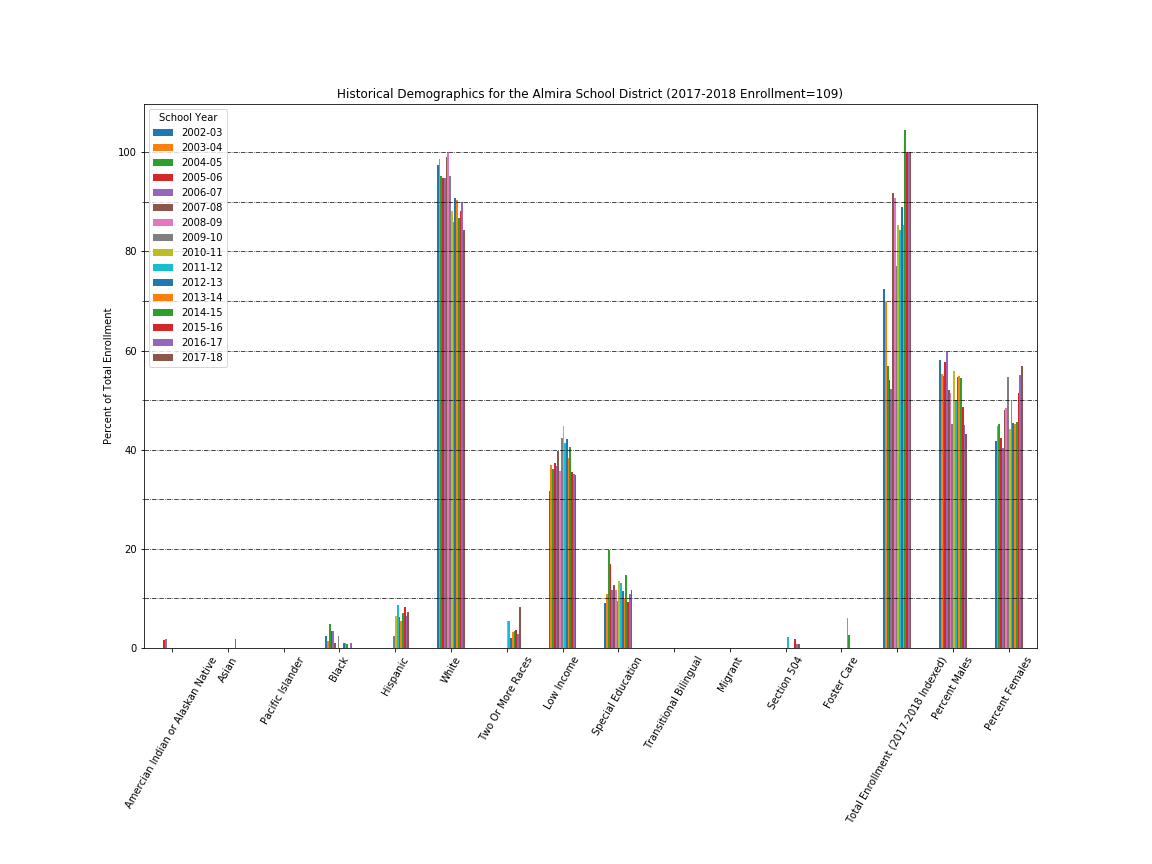 Historical Demographics for the Almira School District (2017-2018 Enrollment=109)
School Year
2002-03
2003-04
2004-05
2005-06
2006-07
2007-08
2008-09
2009-10
2010-11
2011-12
2012-13
2013-14
2014-15
2015-16
2016-17
2017-18
Percent of Total Enrollment
100
80
60
40
20
0
Amercian Indian or Alaskan Native
Asian
Pacific Islander
Black
Hispanic
White
Two Or More Races
Low Income
Special Education
Transitional Bilingual
Migrant
Section 504
Foster Care
Total Enrollment (2017-2018 Indexed)
Percent Males
Percent Females